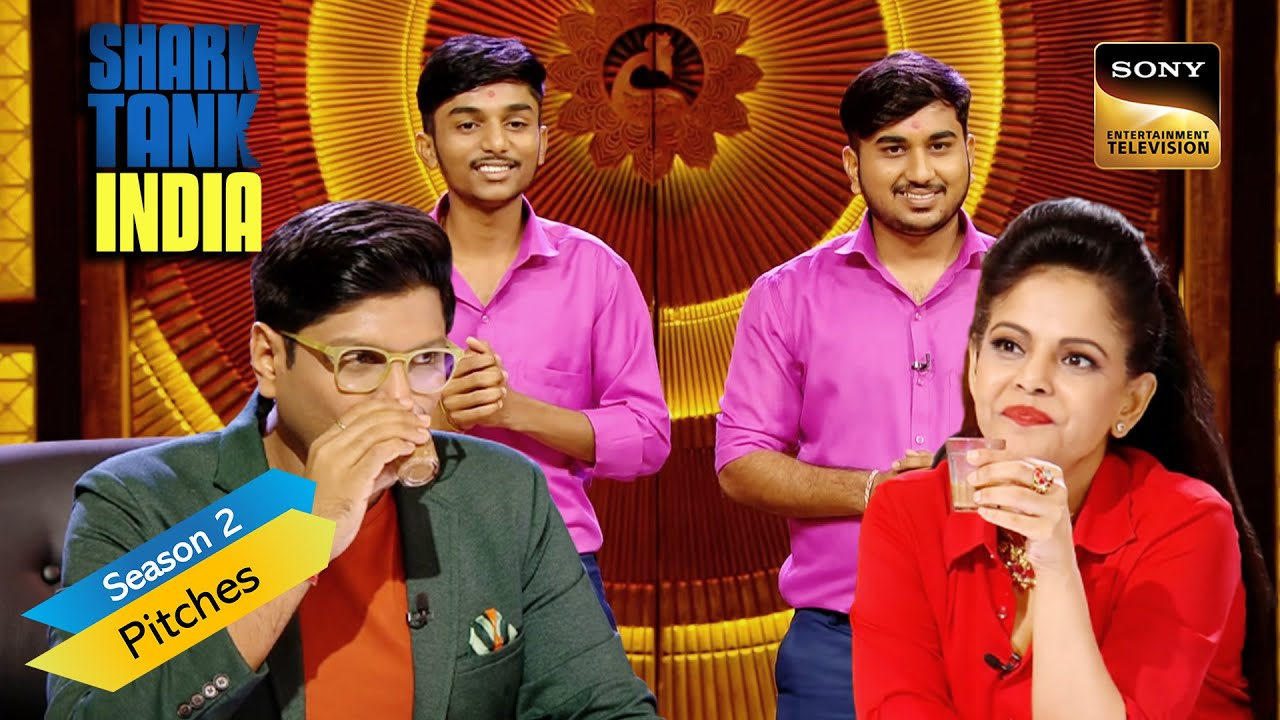 SHARK
TANK
INDIA
SONY
ENTERTAINMENT
TELEVISION
Season 2
Pitches